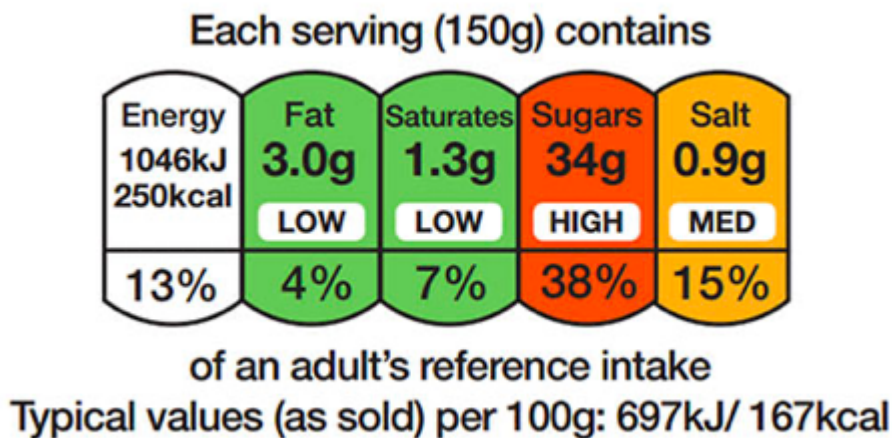 Each serving (150g) contains
Energy Fat Saturates Sugars Salt
1046kJ 3.0g 1.3g 34g 0.9g
250kcal
LOW LOW HIGH MED
13% 4% 7% 38% 15%
of an adult's reference intake
Typical values (as sold) per 100g: 697kJ/ 167kcal